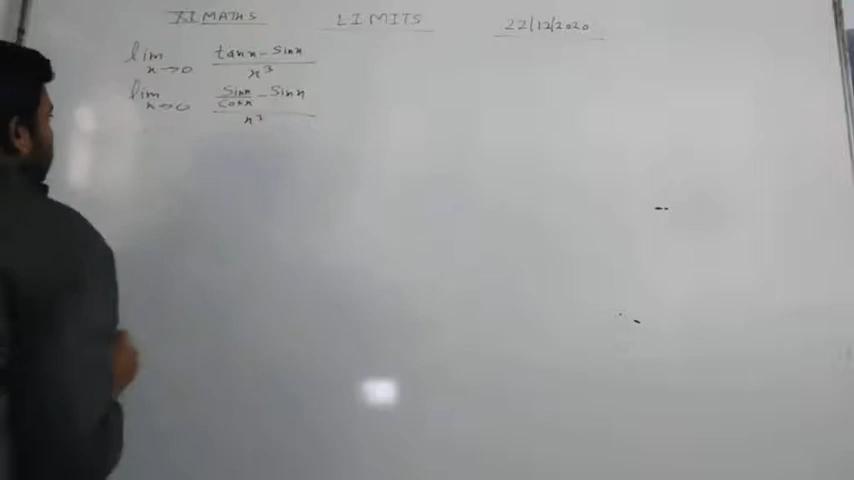 XI MATHS LIMITS 22/12/2020
lim x→0 (tanx - sinx)/x³
lim x→0 (sinx/cosx - sinx)/x³